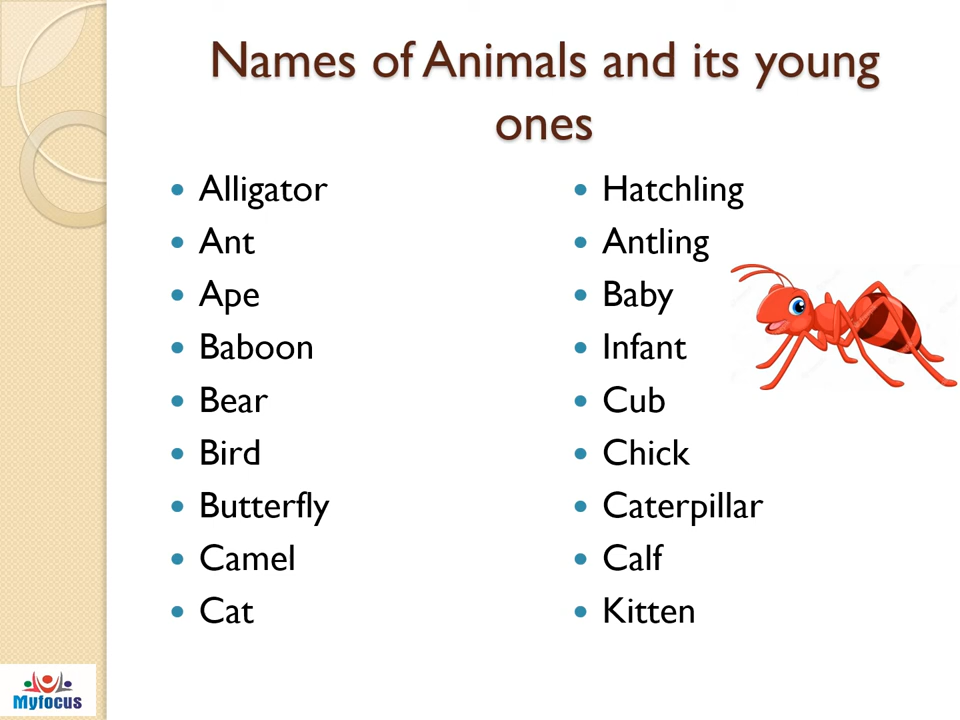 Names of Animals and its young
ones
Alligator
Ant
Ape
Baboon
Bear
Bird
Butterfly
Camel
Cat
Hatchling
Antling
Baby
Infant
Cub
Chick
Caterpillar
Calf
Kitten
Myfocus